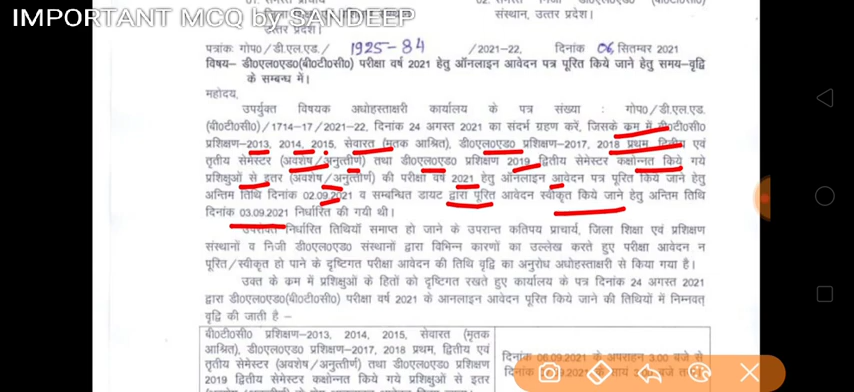 IMPORTANT MCQ by SANDEEP
संस्थान, उत्तर प्रदेश।
उत्तर प्रदेश।
पत्रांकः गोप0/डी.एल.एड./ 1925-84 /2021-22, दिनांक 06 सितम्बर 2021
विषय– डी0एल0एड0(बी0टी0सी0) परीक्षा वर्ष 2021 हेतु ऑनलाइन आवेदन पत्र पूरित किये जाने हेतु समय–वृद्धि
के सम्बन्ध में।
महोदय,
उपर्युक्त विषयक अधोहस्ताक्षरी कार्यालय के पत्र संख्या : गोप0/डी.एल.एड.
(बी0टी0सी0)/1714-17/2021-22, दिनांक 24 अगस्त 2021 का संदर्भ ग्रहण करें, जिसके क्रम में बी0टी0सी0
प्रशिक्षण–2013, 2014, 2015, सेवारत (मृतक आश्रित), डी0एल0एड0 प्रशिक्षण–2017, 2018 प्रथम, द्वितीय एवं
तृतीय सेमेस्टर (अवशेष/अनुत्तीर्ण) तथा डी0एल0एड0 प्रशिक्षण 2019 द्वितीय सेमेस्टर कक्षोन्नत किये गये
प्रशिक्षुओं से इतर (अवशेष/अनुत्तीर्ण) की परीक्षा वर्ष 2021 हेतु ऑनलाइन आवेदन पत्र पूरित किये जाने हेतु
अन्तिम तिथि दिनांक 02.09.2021 व सम्बन्धित डायट द्वारा पूरित आवेदन स्वीकृत किये जाने हेतु अन्तिम तिथि
दिनांक 03.09.2021 निर्धारित की गयी थी।
उपरोक्त निर्धारित तिथियाँ समाप्त हो जाने के उपरान्त कतिपय प्राचार्य, जिला शिक्षा एवं प्रशिक्षण
संस्थानों व निजी डी0एल0एड0 संस्थानों द्वारा विभिन्न कारणों का उल्लेख करते हुए परीक्षा आवेदन न
पूरित/स्वीकृत हो पाने के दृष्टिगत परीक्षा आवेदन की तिथि वृद्धि का अनुरोध अधोहस्ताक्षरी से किया गया है।
उक्त के क्रम में प्रशिक्षुओं के हितों को दृष्टिगत रखते हुए कार्यालय के पत्र दिनांक 24 अगस्त 2021
द्वारा डी0एल0एड0(बी0टी0सी0) परीक्षा वर्ष 2021 के आनलाइन आवेदन पूरित किये जाने की तिथियों में निम्नवत्
वृद्धि की जाती है –
बी0टी0सी0 प्रशिक्षण–2013, 2014, 2015, सेवारत (मृतक
आश्रित), डी0एल0एड0 प्रशिक्षण–2017, 2018 प्रथम, द्वितीय एवं
तृतीय सेमेस्टर (अवशेष/अनुत्तीर्ण) तथा डी0एल0एड0 प्रशिक्षण
2019 द्वितीय सेमेस्टर कक्षोन्नत किये गये प्रशिक्षुओं से इतर
दिनांक 06.09.2021 के अपराह्न 3.00 बजे से